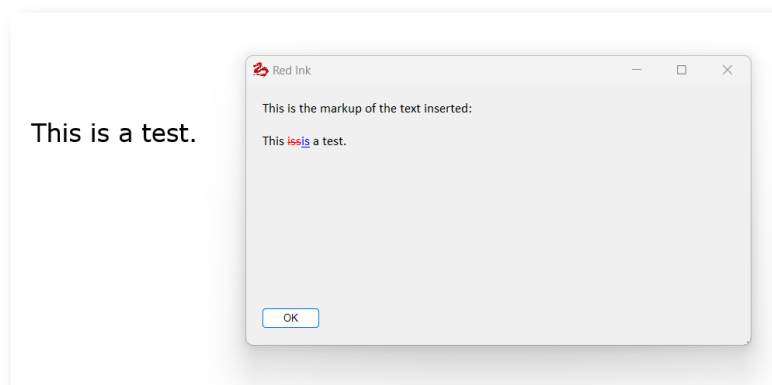 This is a test.
Red Ink
This is the markup of the text inserted:
This issis a test.
OK